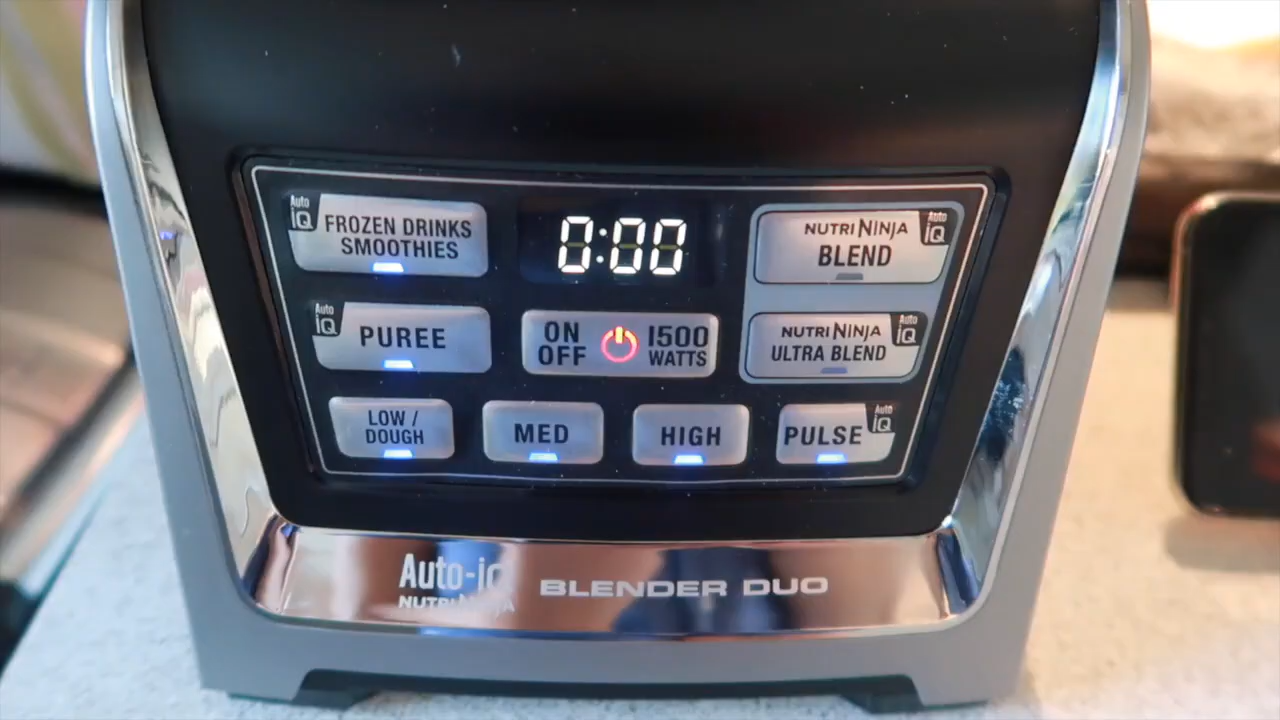 Auto
iQ
FROZEN DRINKS
SMOOTHIES
0:00
NUTRI NINJA
BLEND
Auto
iQ
Auto
iQ
PUREE
ON
OFF
1500
WATTS
NUTRI NINJA
ULTRA BLEND
Auto
iQ
LOW /
DOUGH
MED
HIGH
PULSE
Auto
iQ
Auto-iQ
NUTRI NINJA
BLENDER DUO